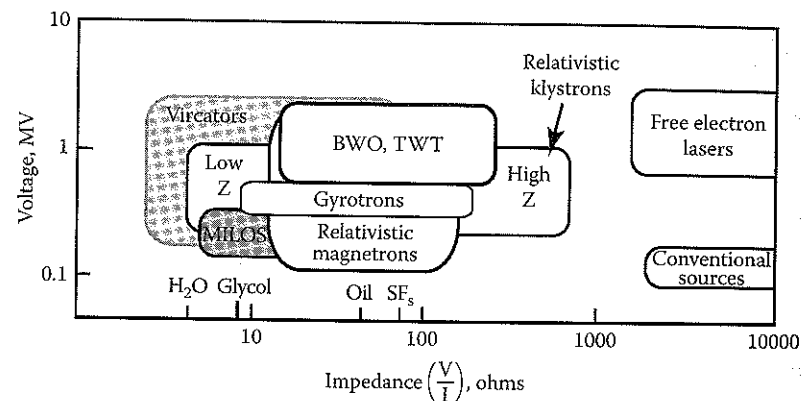 10
Relativistic
klystrons
Vircators
Free electron
lasers
BWO, TWT
Voltage, MV
1
Low
Z
High
Z
Gyrotrons
MILOS
Relativistic
magnetrons
Conventional
sources
0.1
H₂O Glycol Oil SFₛ
10 100 1000 10000
Impedance (V/I), ohms